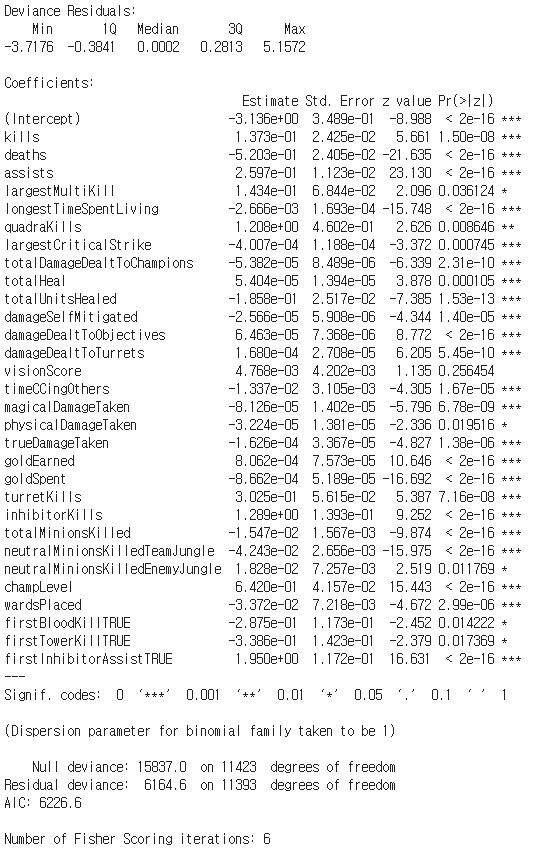 Deviance Residuals:
    Min       1Q   Median       3Q      Max
-3.7176  -0.3841   0.0002   0.2813   5.1572

Coefficients:
                                Estimate Std. Error z value Pr(>|z|)
(Intercept)                   -3.136e+00  3.489e-01  -8.988  < 2e-16 ***
kills                          1.373e-01  2.425e-02   5.661 1.50e-08 ***
deaths                        -5.203e-01  2.405e-02 -21.635  < 2e-16 ***
assists                        2.597e-01  1.123e-02  23.130  < 2e-16 ***
largestMultiKill               1.434e-01  6.844e-02   2.096 0.036124 *
longestTimeSpentLiving        -2.666e-03  1.693e-04 -15.748  < 2e-16 ***
quadraKills                    1.208e+00  4.602e-01   2.626 0.008646 **
largestCriticalStrike         -4.007e-04  1.188e-04  -3.372 0.000745 ***
totalDamageDealtToChampions   -5.382e-05  8.489e-06  -6.339 2.31e-10 ***
totalHeal                      5.404e-05  1.394e-05   3.878 0.000105 ***
totalUnitsHealed              -1.858e-01  2.517e-02  -7.385 1.53e-13 ***
damageSelfMitigated           -2.566e-05  5.908e-06  -4.344 1.40e-05 ***
damageDealtToObjectives        6.463e-05  7.368e-06   8.772  < 2e-16 ***
damageDealtToTurrets           1.680e-04  2.708e-05   6.205 5.45e-10 ***
visionScore                    4.768e-03  4.202e-03   1.135 0.256454
timeCCingOthers               -1.337e-02  3.105e-03  -4.305 1.67e-05 ***
magicalDamageTaken            -8.126e-05  1.402e-05  -5.796 6.78e-09 ***
physicalDamageTaken           -3.224e-05  1.381e-05  -2.336 0.019516 *
trueDamageTaken               -1.626e-04  3.367e-05  -4.827 1.38e-06 ***
goldEarned                     8.062e-04  7.573e-05  10.646  < 2e-16 ***
goldSpent                     -8.662e-04  5.189e-05 -16.692  < 2e-16 ***
turretKills                    3.025e-01  5.615e-02   5.387 7.16e-08 ***
inhibitorKills                 1.289e+00  1.393e-01   9.252  < 2e-16 ***
totalMinionsKilled            -1.547e-02  1.567e-03  -9.874  < 2e-16 ***
neutralMinionsKilledTeamJungle -4.243e-02  2.656e-03 -15.975  < 2e-16 ***
neutralMinionsKilledEnemyJungle 1.828e-02  7.257e-03   2.519 0.011769 *
champLevel                     6.420e-01  4.157e-02  15.443  < 2e-16 ***
wardsPlaced                   -3.372e-02  7.218e-03  -4.672 2.99e-06 ***
firstBloodKillTRUE            -2.875e-01  1.173e-01  -2.452 0.014222 *
firstTowerKillTRUE            -3.386e-01  1.423e-01  -2.379 0.017369 *
firstInhibitorAssistTRUE       1.950e+00  1.172e-01  16.631  < 2e-16 ***
---
Signif. codes:  0 ‘***’ 0.001 ‘**’ 0.01 ‘*’ 0.05 ‘.’ 0.1 ‘ ’ 1

(Dispersion parameter for binomial family taken to be 1)

    Null deviance: 15837.0  on 11423  degrees of freedom
Residual deviance:  6164.6  on 11393  degrees of freedom
AIC: 6226.6

Number of Fisher Scoring iterations: 6